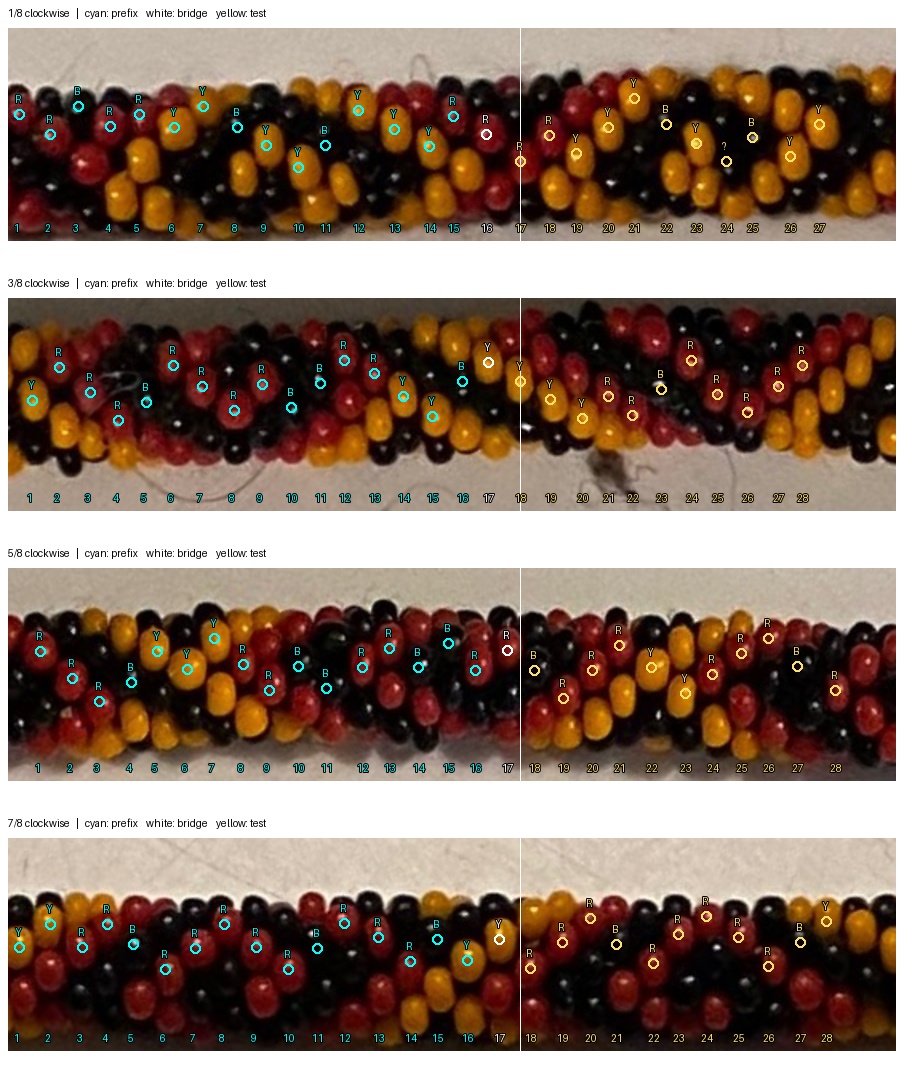 1/8 clockwise | cyan: prefix white: bridge yellow: test
R R B R R Y Y B Y Y B Y Y Y R R R R Y Y Y B Y ? B Y Y
1 2 3 4 5 6 7 8 9 10 11 12 13 14 15 16 17 18 19 20 21 22 23 24 25 26 27
3/8 clockwise | cyan: prefix white: bridge yellow: test
Y R R R B R R R R B B R R Y Y B Y Y Y Y R R B R R R R R
1 2 3 4 5 6 7 8 9 10 11 12 13 14 15 16 17 18 19 20 21 22 23 24 25 26 27 28
5/8 clockwise | cyan: prefix white: bridge yellow: test
R R R B Y Y Y R R B B R R B B R R B R R R Y Y R R R B R
1 2 3 4 5 6 7 8 9 10 11 12 13 14 15 16 17 18 19 20 21 22 23 24 25 26 27 28
7/8 clockwise | cyan: prefix white: bridge yellow: test
Y Y R R B R R R R R B R R R B Y Y R R R B R R R R R B Y
1 2 3 4 5 6 7 8 9 10 11 12 13 14 15 16 17 18 19 20 21 22 23 24 25 26 27 28